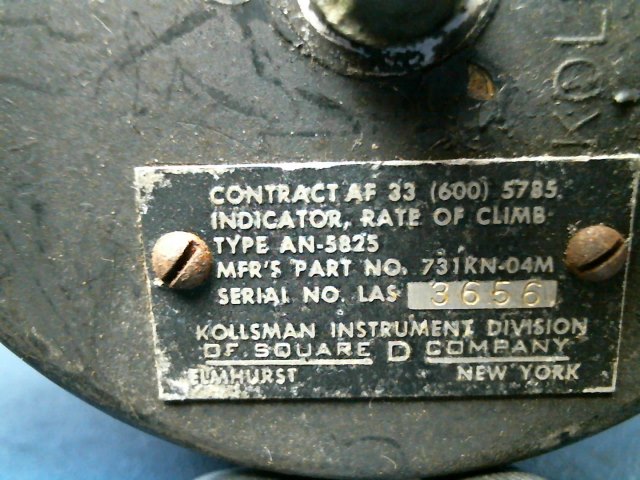 KOL
CONTRACT AF 33 (600) 5785
INDICATOR, RATE OF CLIMB
TYPE AN-5825
MFR'S PART NO. 731KN-04M
SERIAL NO. LAS 3656
KOLLSMAN INSTRUMENT DIVISION
OF SQUARE D COMPANY
ELMHURST NEW YORK